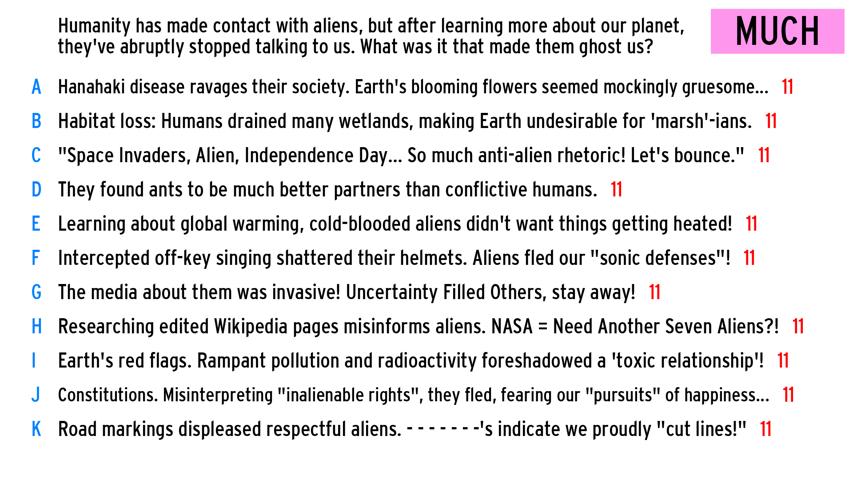 Humanity has made contact with aliens, but after learning more about our planet,
they've abruptly stopped talking to us. What was it that made them ghost us?
MUCH
A Hanahaki disease ravages their society. Earth's blooming flowers seemed mockingly gruesome... 11
B Habitat loss: Humans drained many wetlands, making Earth undesirable for 'marsh'-ians. 11
C "Space Invaders, Alien, Independence Day... So much anti-alien rhetoric! Let's bounce." 11
D They found ants to be much better partners than conflictive humans. 11
E Learning about global warming, cold-blooded aliens didn't want things getting heated! 11
F Intercepted off-key singing shattered their helmets. Aliens fled our "sonic defenses"! 11
G The media about them was invasive! Uncertainty Filled Others, stay away! 11
H Researching edited Wikipedia pages misinforms aliens. NASA = Need Another Seven Aliens?! 11
I Earth's red flags. Rampant pollution and radioactivity foreshadowed a 'toxic relationship'! 11
J Constitutions. Misinterpreting "inalienable rights", they fled, fearing our "pursuits" of happiness... 11
K Road markings displeased respectful aliens. - - - - - - -'s indicate we proudly "cut lines!" 11